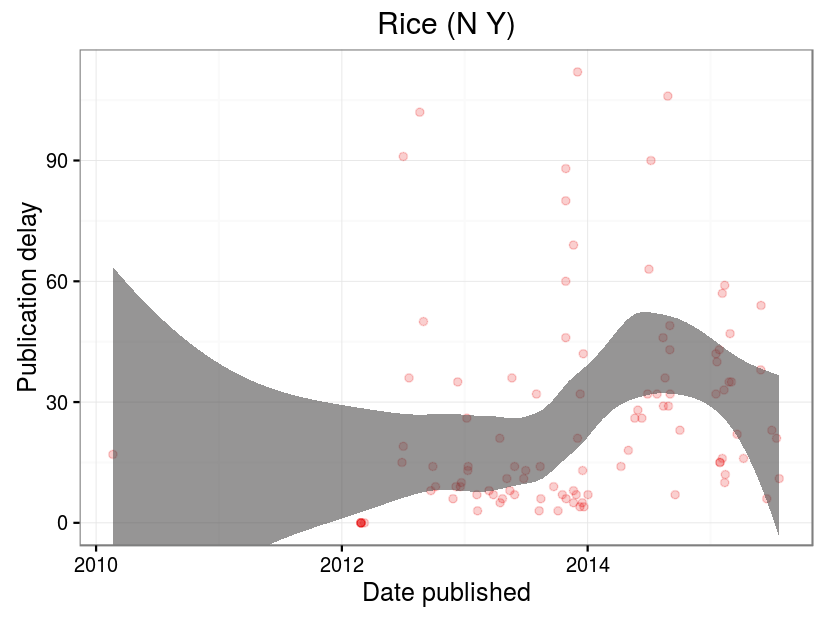 Rice (N Y)
Publication delay
90
60
30
0
2010
2012
2014
Date published